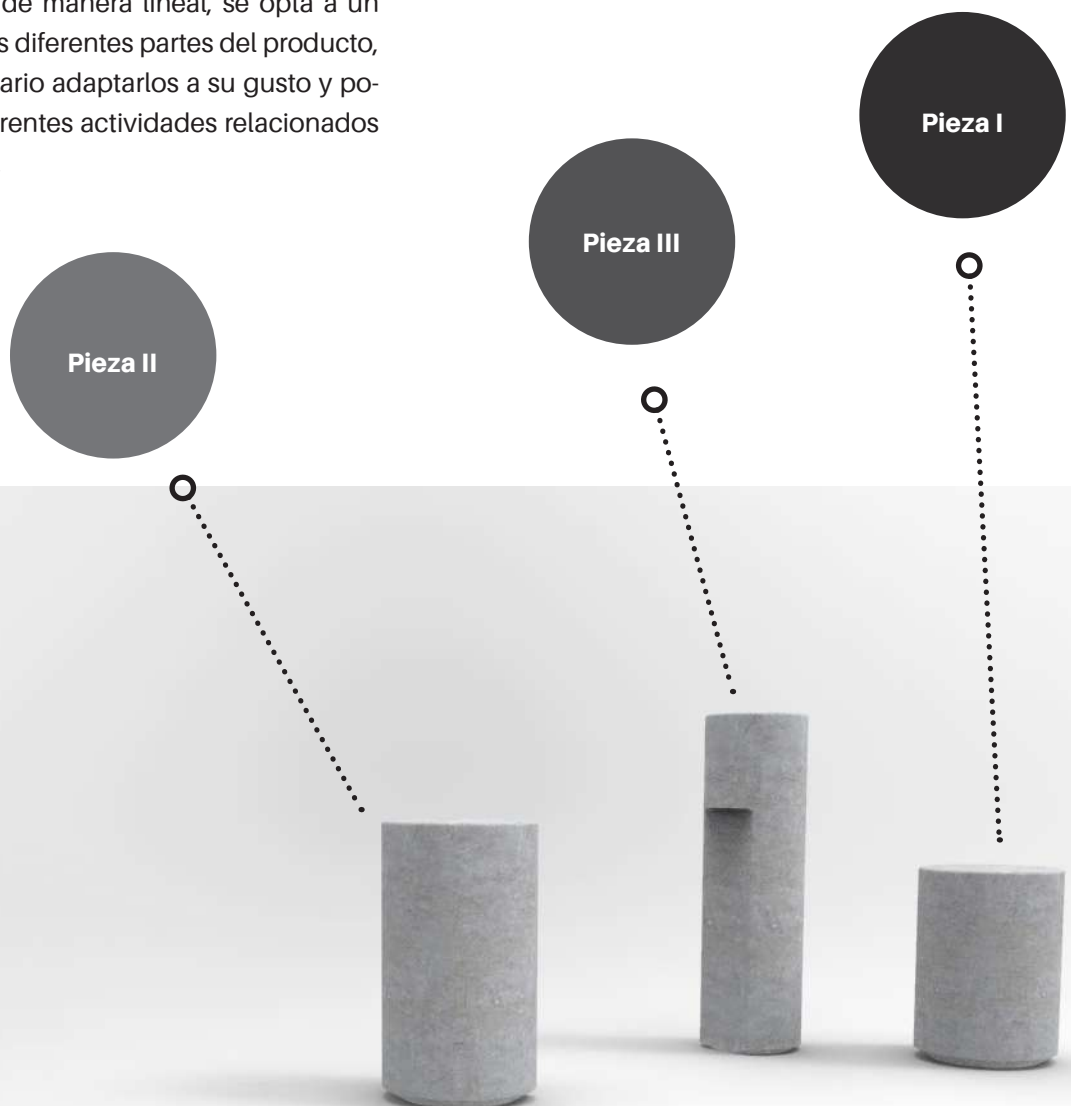 de manera lineal, se opta a un
s diferentes partes del producto,
ario adaptarlos a su gusto y po-
rentes actividades relacionados
Pieza I
Pieza III
Pieza II